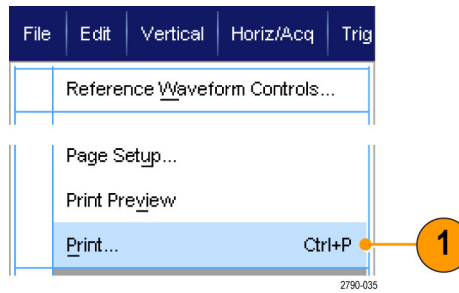 File Edit Vertical Horiz/Acq Trig
Reference Waveform Controls...
Page Setup...
Print Preview
Print... Ctrl+P
1
2790-035